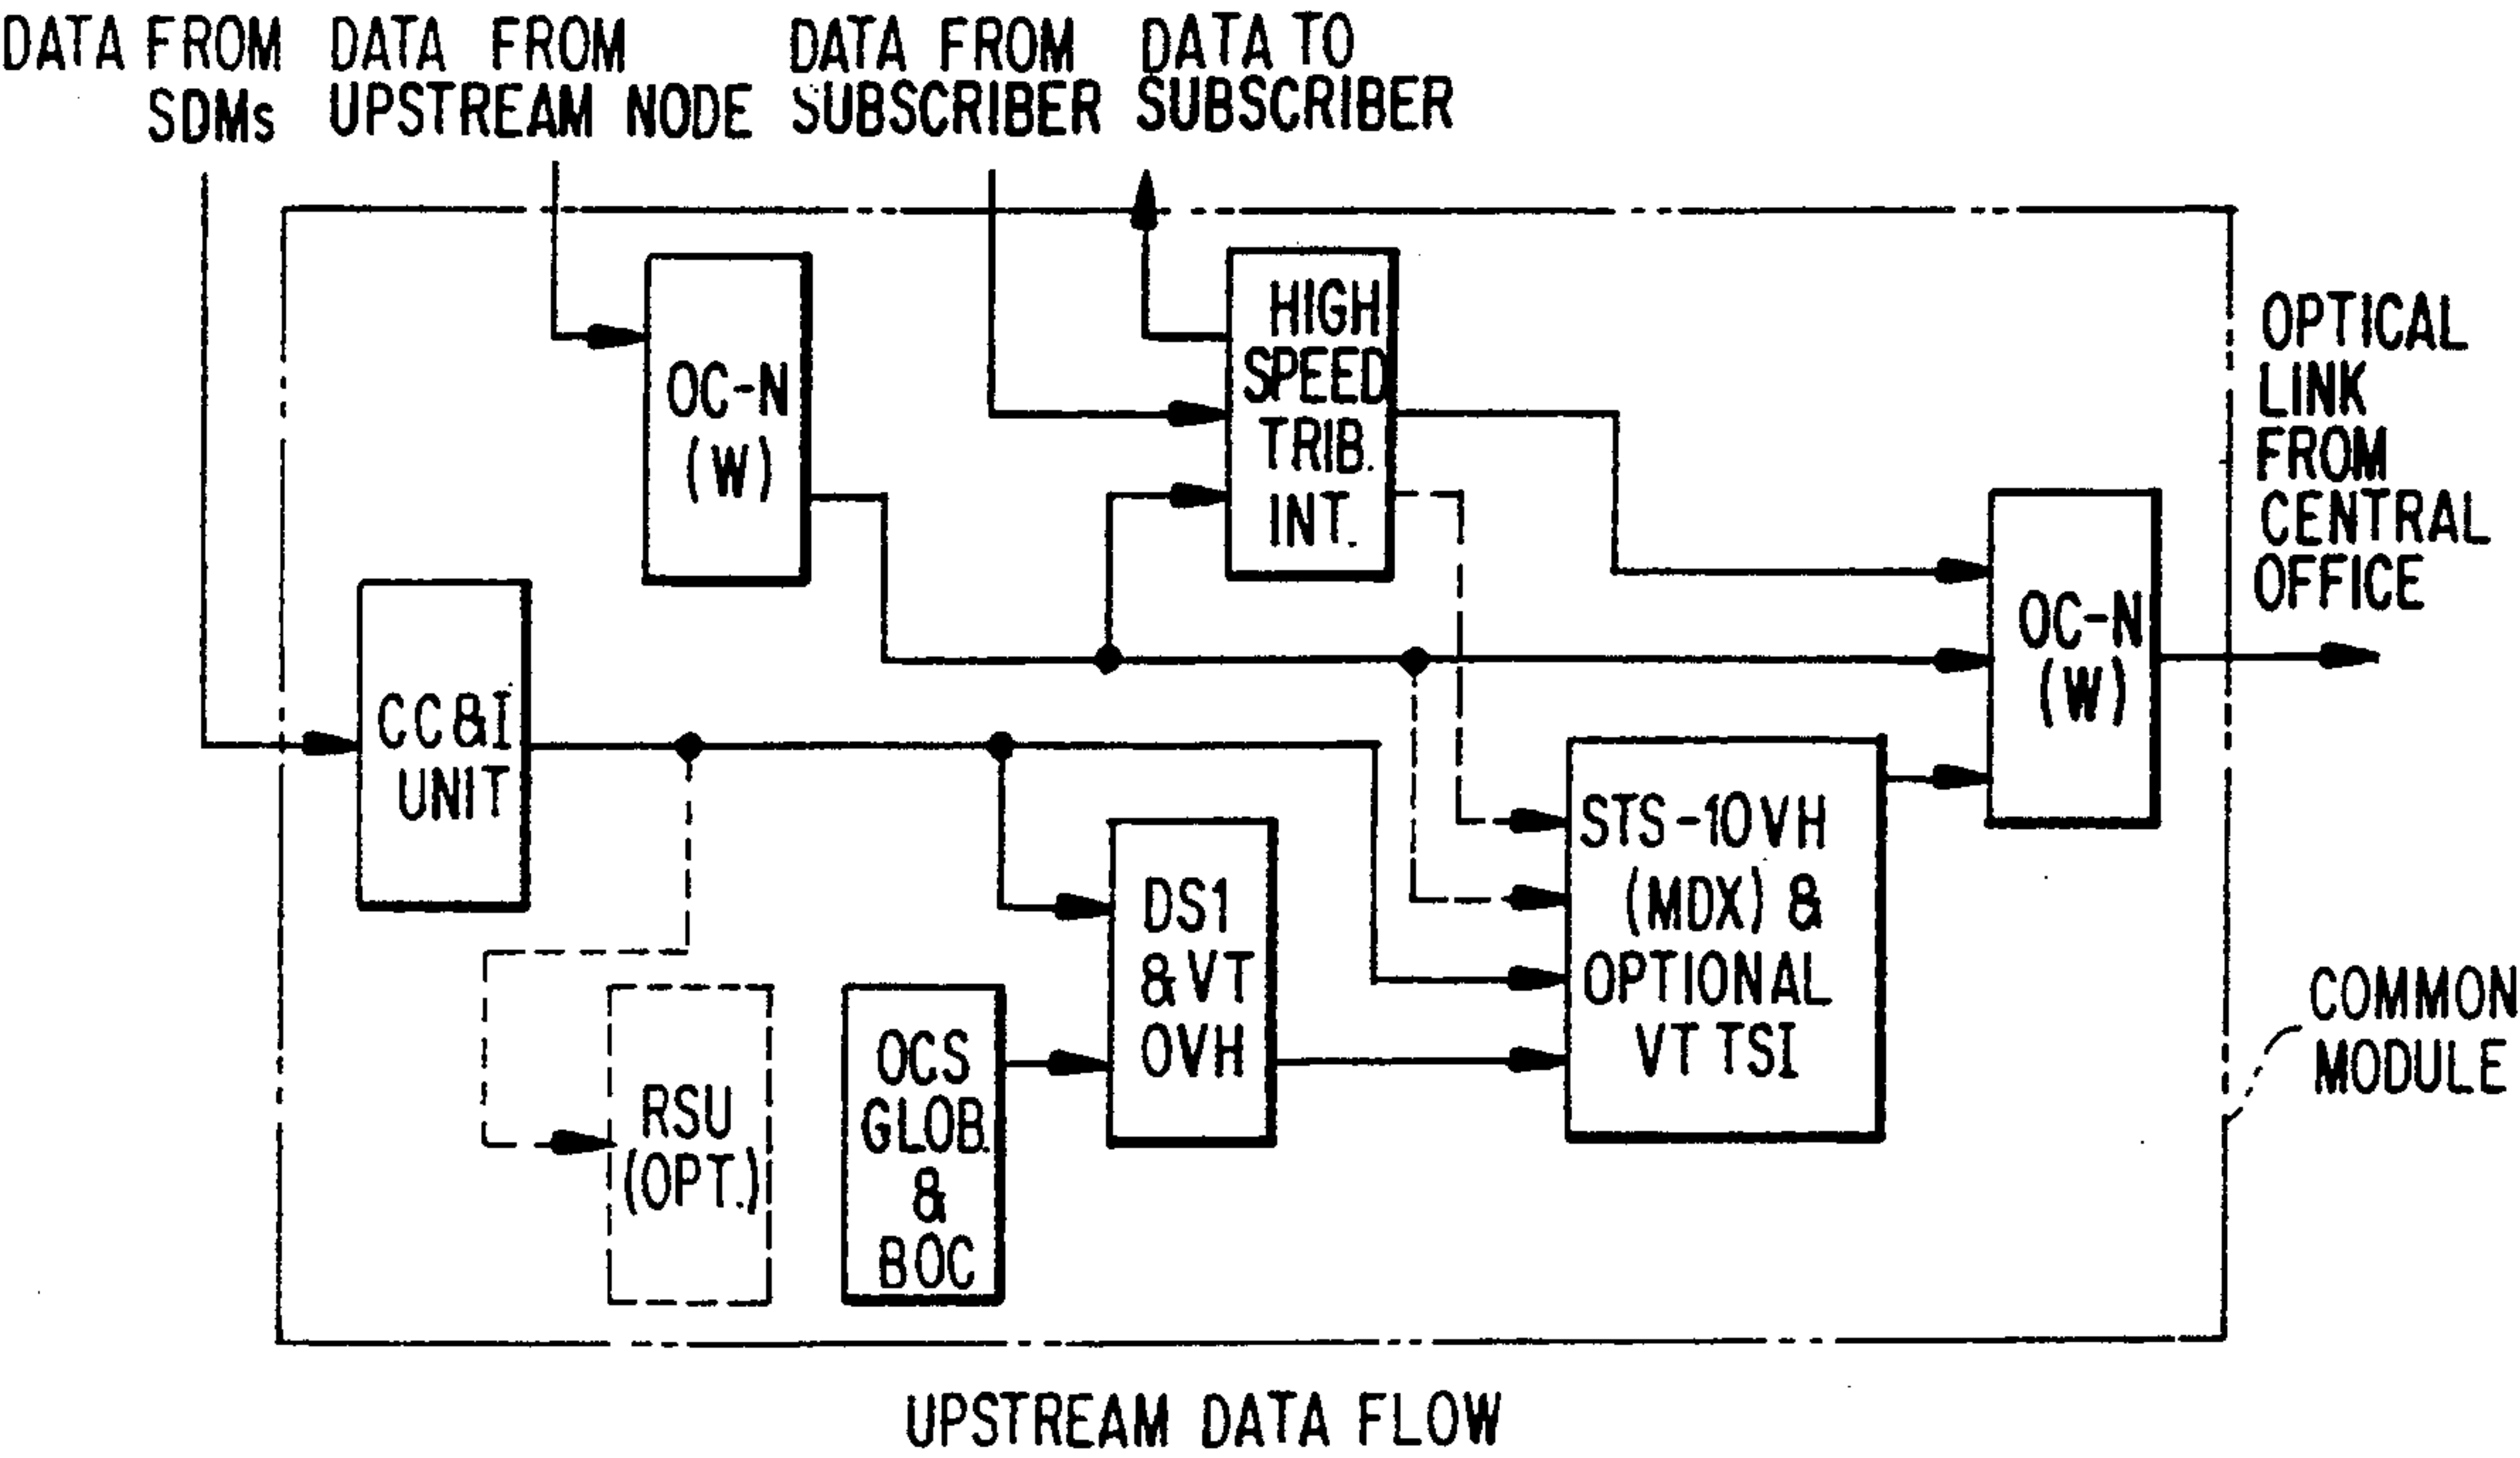 DATA FROM
SDMs
DATA FROM
UPSTREAM NODE
DATA FROM
SUBSCRIBER
DATA TO
SUBSCRIBER
OC-N
(W)
HIGH
SPEED
TRIB.
INT.
OPTICAL
LINK
FROM
CENTRAL
OFFICE
OC-N
(W)
CC&I
UNIT
STS-10VH
(MDX) &
OPTIONAL
VT TSI
DS1
& VT
OVH
RSU
(OPT.)
OCS
GLOB.
&
BOC
COMMON
MODULE
UPSTREAM DATA FLOW